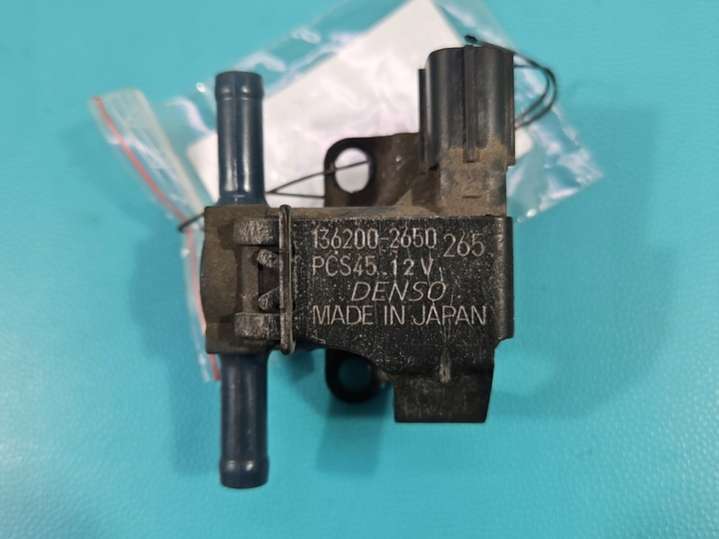 136200-2650 265
PCS45 12V
DENSO
MADE IN JAPAN